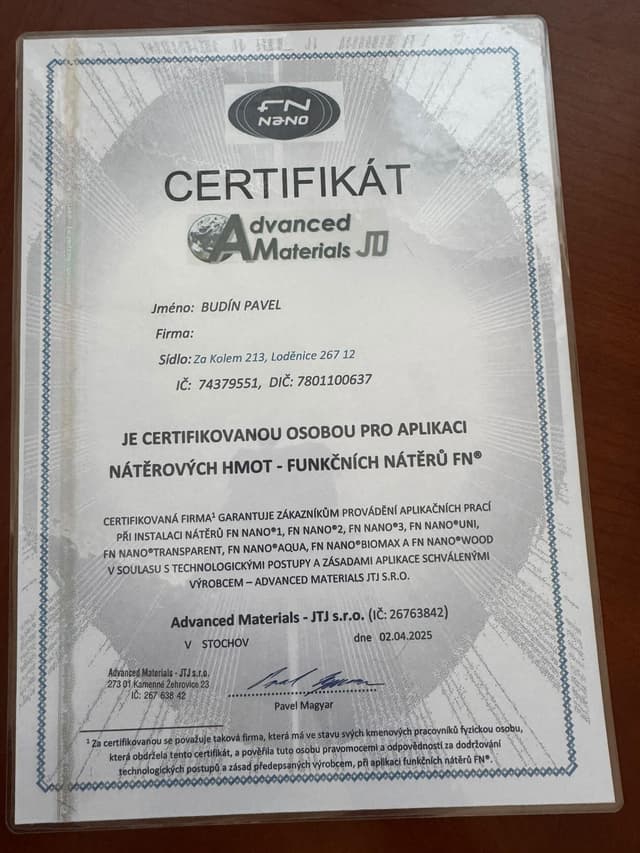 FN
NANO
CERTIFIKÁT
Advanced
Materials JTJ
Jméno: BUDÍN PAVEL
Firma:
Sídlo: Za Kolem 213, Loděnice 267 12
IČ: 74379551, DIČ: 7801100637
JE CERTIFIKOVANOU OSOBOU PRO APLIKACI
NÁTĚROVÝCH HMOT - FUNKČNÍCH NÁTĚRŮ FN®
CERTIFIKOVANÁ FIRMA¹ GARANTUJE ZÁKAZNÍKŮM PROVÁDĚNÍ APLIKAČNÍCH PRACÍ
PŘI INSTALACI NÁTĚRŮ FN NANO®1, FN NANO®2, FN NANO®3, FN NANO®UNI,
FN NANO®TRANSPARENT, FN NANO®AQUA, FN NANO®BIOMAX A FN NANO®WOOD
V SOULASU S TECHNOLOGICKÝMI POSTUPY A ZÁSADAMI APLIKACE SCHVÁLENÝMI
VÝROBCEM – ADVANCED MATERIALS JTJ S.R.O.
Advanced Materials - JTJ s.r.o. (IČ: 26763842)
V STOCHOV dne 02.04.2025
Advanced Materials - JTJ s.r.o.
273 01 Kamenné Žehrovice 23
IČ: 267 638 42
Pavel Magyar
¹ Za certifikovanou se považuje taková firma, která má ve stavu svých kmenových pracovníků fyzickou osobu,
která obdržela tento certifikát, a pověřila tuto osobu pravomocemi a odpovědností za dodržování
technologických postupů a zásad předepsaných výrobcem, při aplikaci funkčních nátěrů FN®.